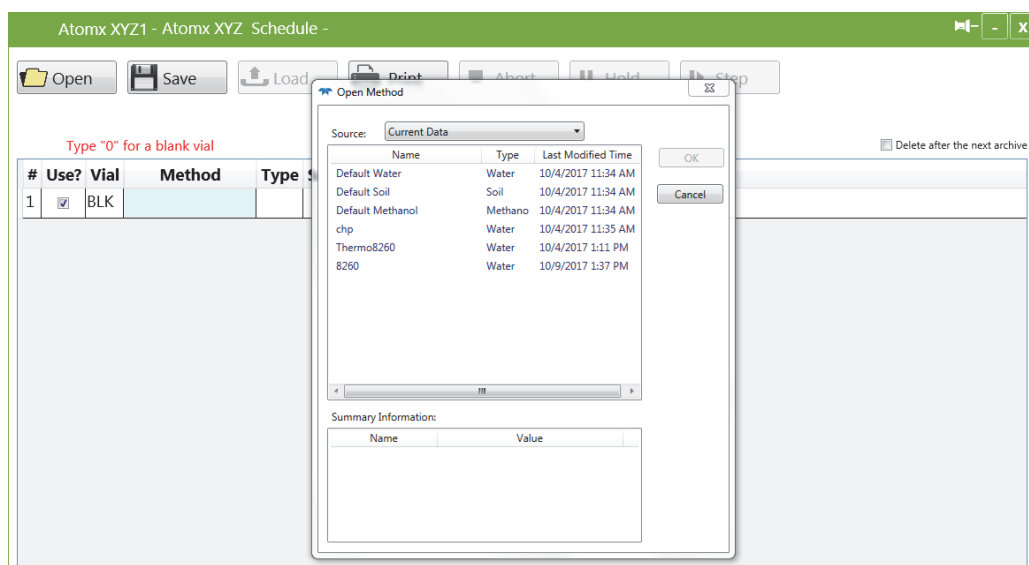 Atomx XYZ1 - Atomx XYZ Schedule -
- x
Open Save Load Print Abort Hold Step
Open Method
Type "0" for a blank vial
Delete after the next archive
Source: Current Data
# Use? Vial Method Type
Name Type Last Modified Time
OK
Default Water Water 10/4/2017 11:34 AM
Default Soil Soil 10/4/2017 11:34 AM
Cancel
1 BLK
Default Methanol Methano 10/4/2017 11:34 AM
chp Water 10/4/2017 11:35 AM
Thermo8260 Water 10/4/2017 1:11 PM
8260 Water 10/9/2017 1:37 PM
Summary Information:
Name Value